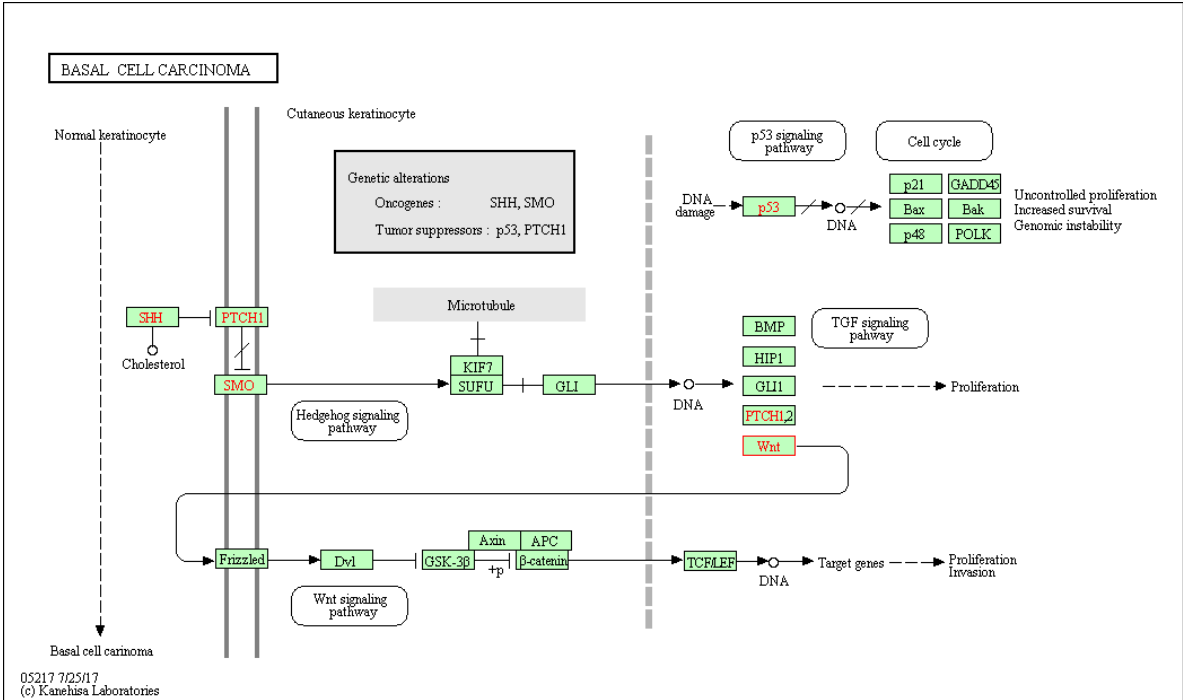 BASAL CELL CARCINOMA
Normal keratinocyte
Cutaneous keratinocyte
Genetic alterations
Oncogenes : SHH, SMO
Tumor suppressors : p53, PTCH1
p53 signaling
pathway
Cell cycle
DNA
damage
p53
DNA
p21 GADD45
Bax Bak
p48 POLK
Uncontrolled proliferation
Increased survival
Genomic instability
SHH
PTCH1
Cholesterol
SMO
Microtubule
KIF7
SUFU
GLI
Hedgehog signaling
pathway
DNA
BMP
HIP1
GLI1
PTCH1,2
Wnt
TGF signaling
pahway
Proliferation
Frizzled
Dvl
GSK-3β
Axin APC
+p
β-catenin
Wnt signaling
pathway
TCF/LEF
DNA
Target genes
Proliferation
Invasion
Basal cell carinoma
05217 7/25/17
(c) Kanehisa Laboratories